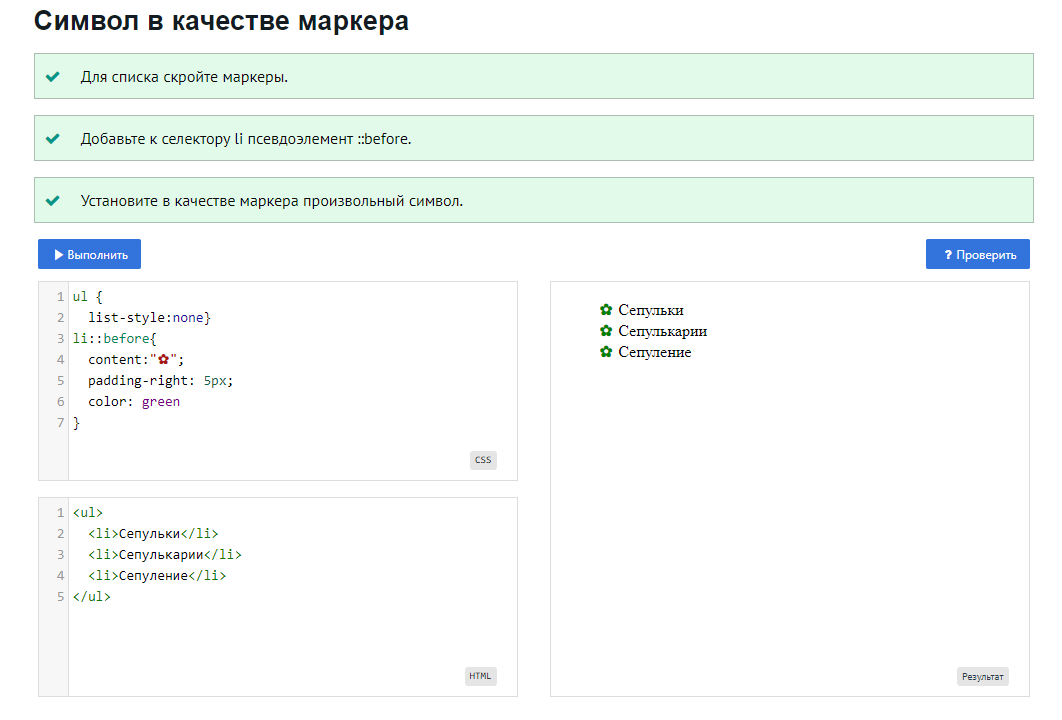 Символ в качестве маркера
Для списка скройте маркеры.
Добавьте к селектору li псевдоэлемент ::before.
Установите в качестве маркера произвольный символ.
Выполнить
? Проверить
1 ul {
2 list-style:none}
3 li::before{
4 content:"✿";
5 padding-right: 5px;
6 color: green
7 }
CSS
1 <ul>
2 <li>Сепульки</li>
3 <li>Сепулькарии</li>
4 <li>Сепуление</li>
5 </ul>
HTML
✿ Сепульки
✿ Сепулькарии
✿ Сепуление
Результат